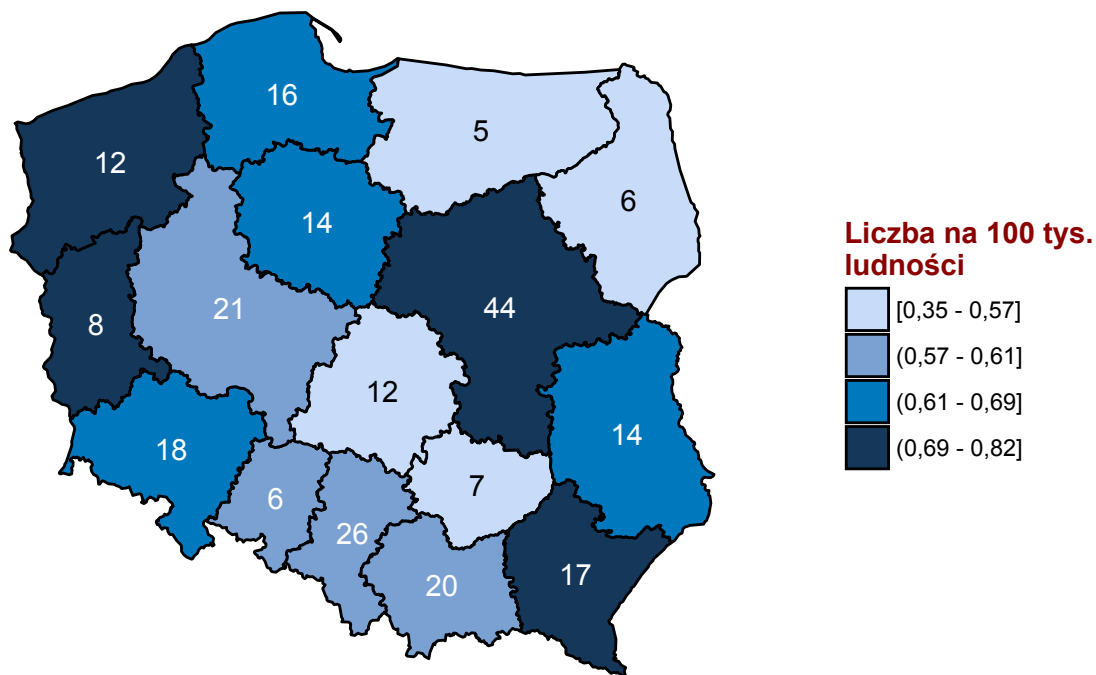 16
5
12
6
14
21
44
8
12
14
18
7
6
26
20
17
Liczba na 100 tys.
ludności
[0,35 - 0,57]
(0,57 - 0,61]
(0,61 - 0,69]
(0,69 - 0,82]